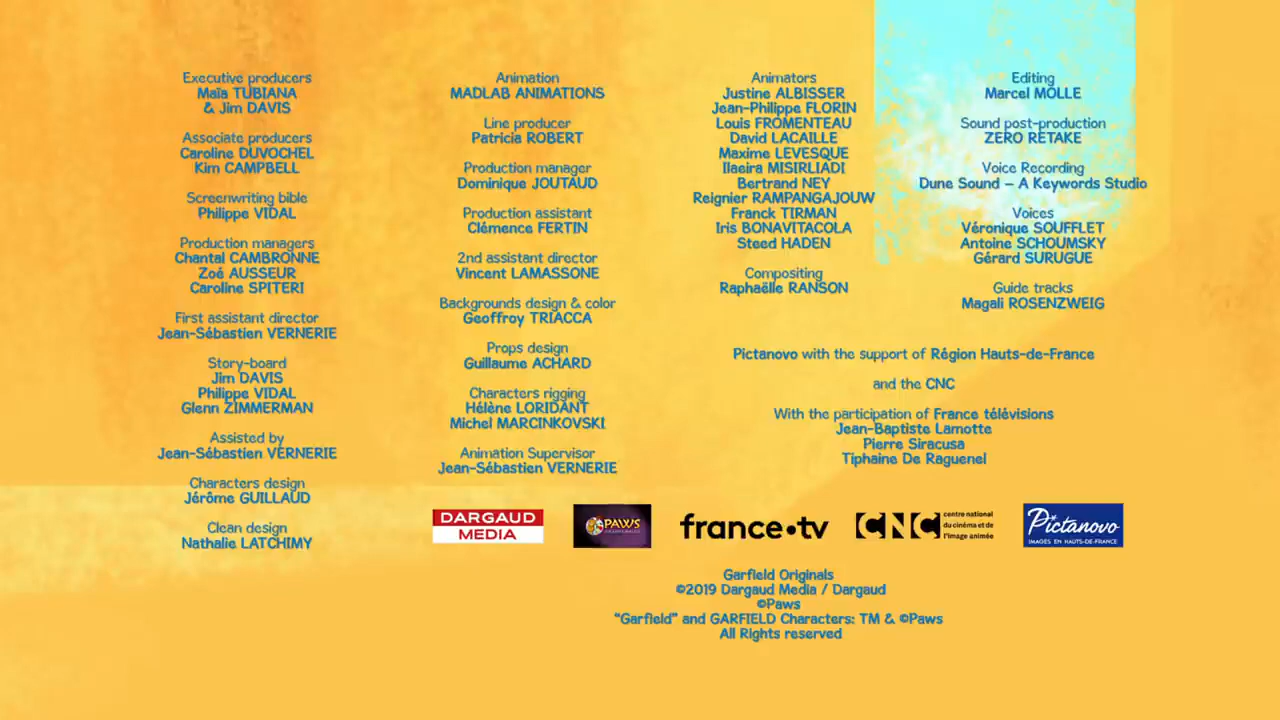 Executive producers
Maïa TUBIANA
& Jim DAVIS
Associate producers
Caroline DUVOCHEL
Kim CAMPBELL
Screenwriting bible
Philippe VIDAL
Production managers
Chantal CAMBRONNE
Zoé AUSSEUR
Caroline SPITERI
First assistant director
Jean-Sébastien VERNERIE
Story-board
Jim DAVIS
Philippe VIDAL
Glenn ZIMMERMAN
Assisted by
Jean-Sébastien VERNERIE
Characters design
Jérôme GUILLAUD
Clean design
Nathalie LATCHIMY
Animation
MADLAB ANIMATIONS
Line producer
Patricia ROBERT
Production manager
Dominique JOUTAUD
Production assistant
Clémence FERTIN
2nd assistant director
Vincent LAMASSONE
Backgrounds design & color
Geoffroy TRIACCA
Props design
Guillaume ACHARD
Characters rigging
Hélène LORIDANT
Michel MARCINKOVSKI
Animation Supervisor
Jean-Sébastien VERNERIE
Animators
Justine ALBISSER
Jean-Philippe FLORIN
Louis FROMENTEAU
David LACAILLE
Maxime LEVESQUE
Ilaeira MISIRLIADI
Bertrand NEY
Reignier RAMPANGAJOUW
Franck TIRMAN
Iris BONAVITACOLA
Steed HADEN
Compositing
Raphaëlle RANSON
Editing
Marcel MOLLE
Sound post-production
ZERO RETAKE
Voice Recording
Dune Sound – A Keywords Studio
Voices
Véronique SOUFFLET
Antoine SCHOUMSKY
Gérard SURUGUE
Guide tracks
Magali ROSENZWEIG
Pictanovo with the support of Région Hauts-de-France
and the CNC
With the participation of France télévisions
Jean-Baptiste Lamotte
Pierre Siracusa
Tiphaine De Raguenel
DARGAUD
MEDIA
PAWS
france•tv
CNC
centre national
du cinéma et de
l'image animée
Pictanovo
IMAGES EN HAUTS-DE-FRANCE
Garfield Originals
©2019 Dargaud Media / Dargaud
©Paws
“Garfield” and GARFIELD Characters: TM & ©Paws
All Rights reserved